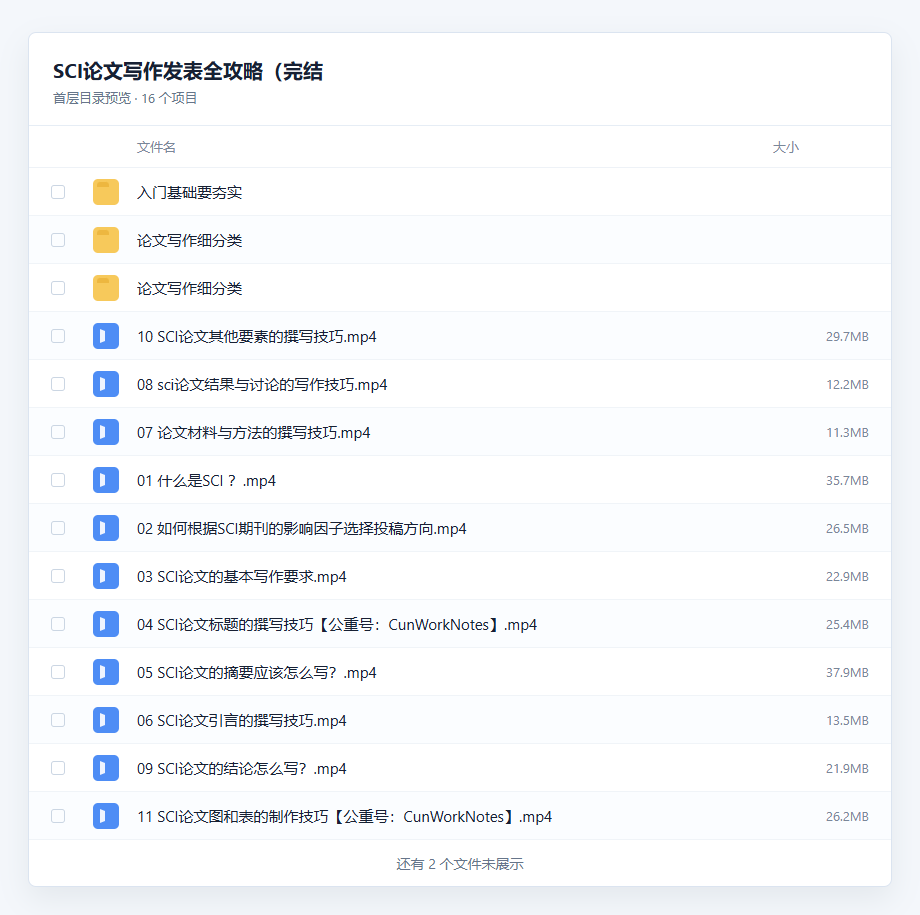 SCI论文写作发表全攻略（完结
首层目录预览 · 16 个项目
文件名 大小
入门基础要夯实
论文写作细分类
论文写作细分类
10 SCI论文其他要素的撰写技巧.mp4 29.7MB
08 sci论文结果与讨论的写作技巧.mp4 12.2MB
07 论文材料与方法的撰写技巧.mp4 11.3MB
01 什么是SCI ？.mp4 35.7MB
02 如何根据SCI期刊的影响因子选择投稿方向.mp4 26.5MB
03 SCI论文的基本写作要求.mp4 22.9MB
04 SCI论文标题的撰写技巧【公重号：CunWorkNotes】.mp4 25.4MB
05 SCI论文的摘要应该怎么写？.mp4 37.9MB
06 SCI论文引言的撰写技巧.mp4 13.5MB
09 SCI论文的结论怎么写？.mp4 21.9MB
11 SCI论文图和表的制作技巧【公重号：CunWorkNotes】.mp4 26.2MB
还有 2 个文件未展示